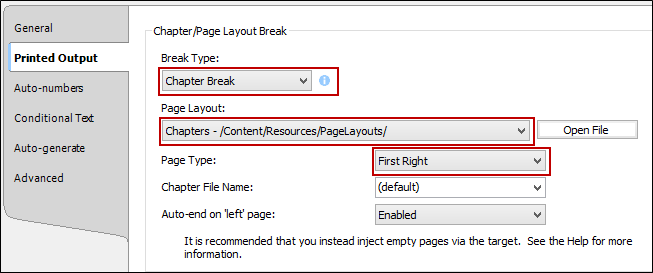 General
Printed Output
Auto-numbers
Conditional Text
Auto-generate
Advanced
Chapter/Page Layout Break
Break Type:
Chapter Break
Page Layout:
Chapters - /Content/Resources/PageLayouts/
Open File
Page Type:
First Right
Chapter File Name:
(default)
Auto-end on 'left' page:
Enabled
It is recommended that you instead inject empty pages via the target. See the Help for more
information.